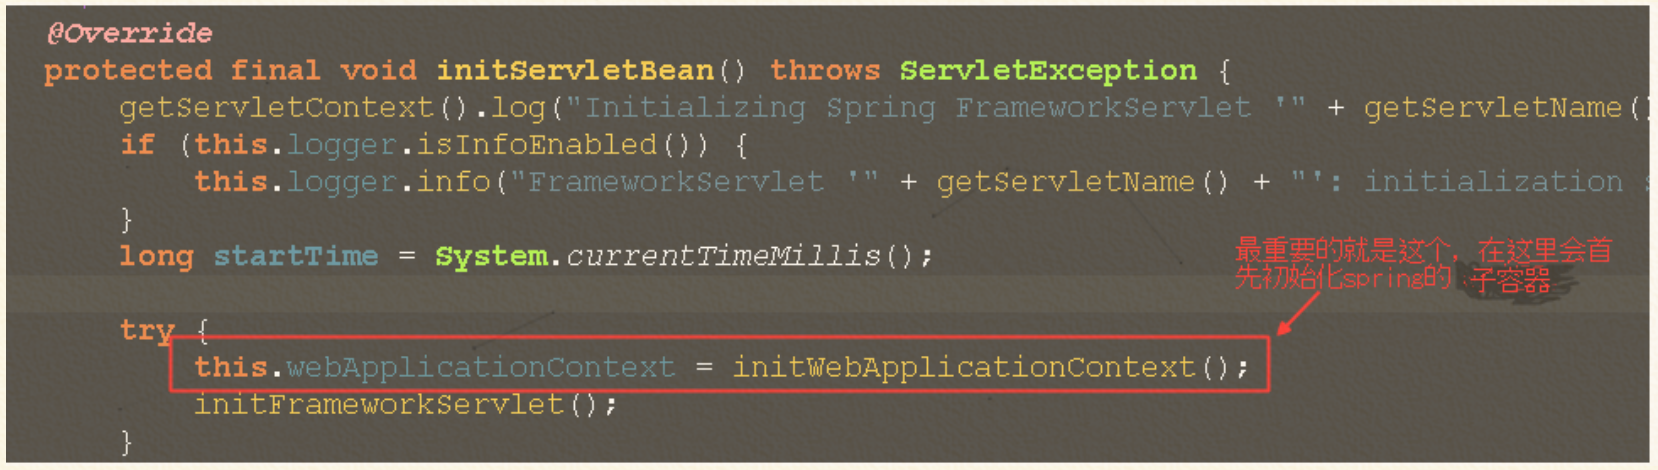 @Override
protected final void initServletBean() throws ServletException {
getServletContext().log("Initializing Spring FrameworkServlet '" + getServletName()
if (this.logger.isInfoEnabled()) {
this.logger.info("FrameworkServlet '" + getServletName() + "': initialization s
}
long startTime = System.currentTimeMillis();
最重要的就是这个，在这里会首
先初始化spring的 子容器
try {
this.webApplicationContext = initWebApplicationContext();
initFrameworkServlet();
}